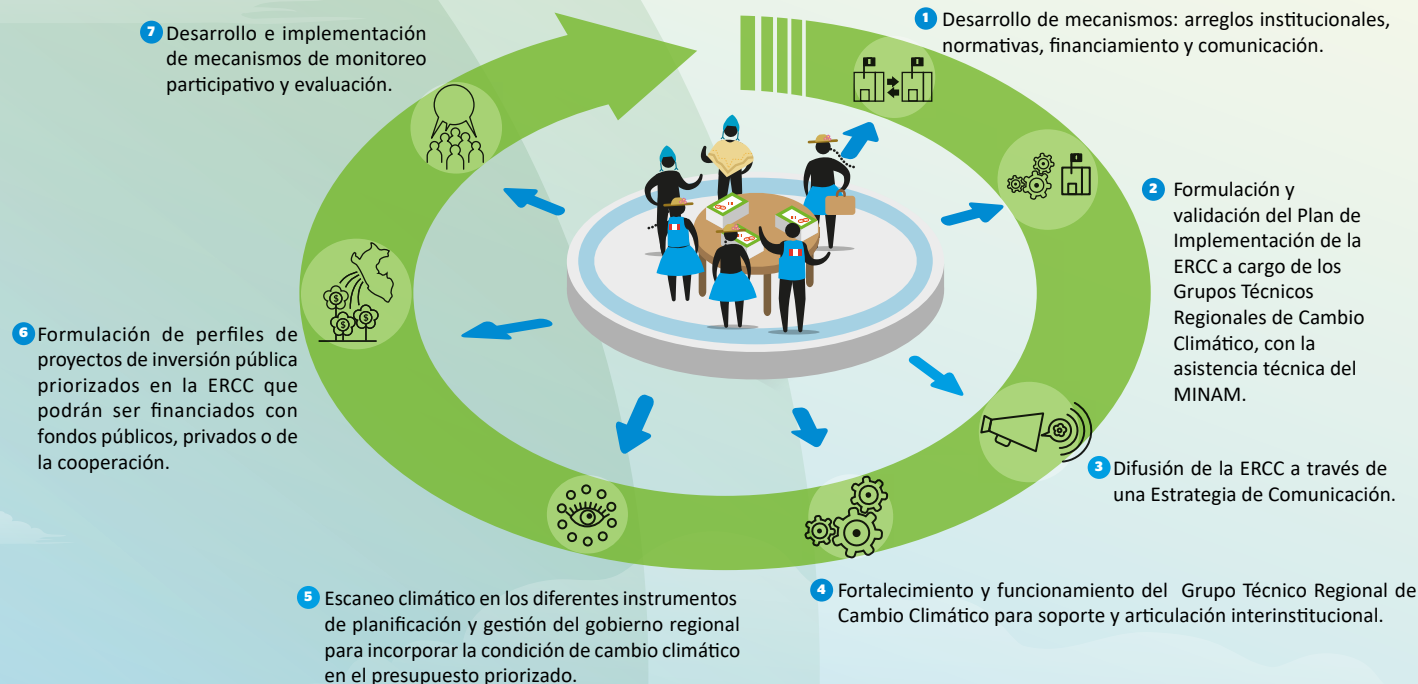 1 Desarrollo de mecanismos: arreglos institucionales,
normativas, financiamiento y comunicación.
2 Formulación y
validación del Plan de
Implementación de la
ERCC a cargo de los
Grupos Técnicos
Regionales de Cambio
Climático, con la
asistencia técnica del
MINAM.
3 Difusión de la ERCC a través de
una Estrategia de Comunicación.
4 Fortalecimiento y funcionamiento del Grupo Técnico Regional de
Cambio Climático para soporte y articulación interinstitucional.
5 Escaneo climático en los diferentes instrumentos
de planificación y gestión del gobierno regional
para incorporar la condición de cambio climático
en el presupuesto priorizado.
6 Formulación de perfiles de
proyectos de inversión pública
priorizados en la ERCC que
podrán ser financiados con
fondos públicos, privados o de
la cooperación.
7 Desarrollo e implementación
de mecanismos de monitoreo
participativo y evaluación.
$
$
$